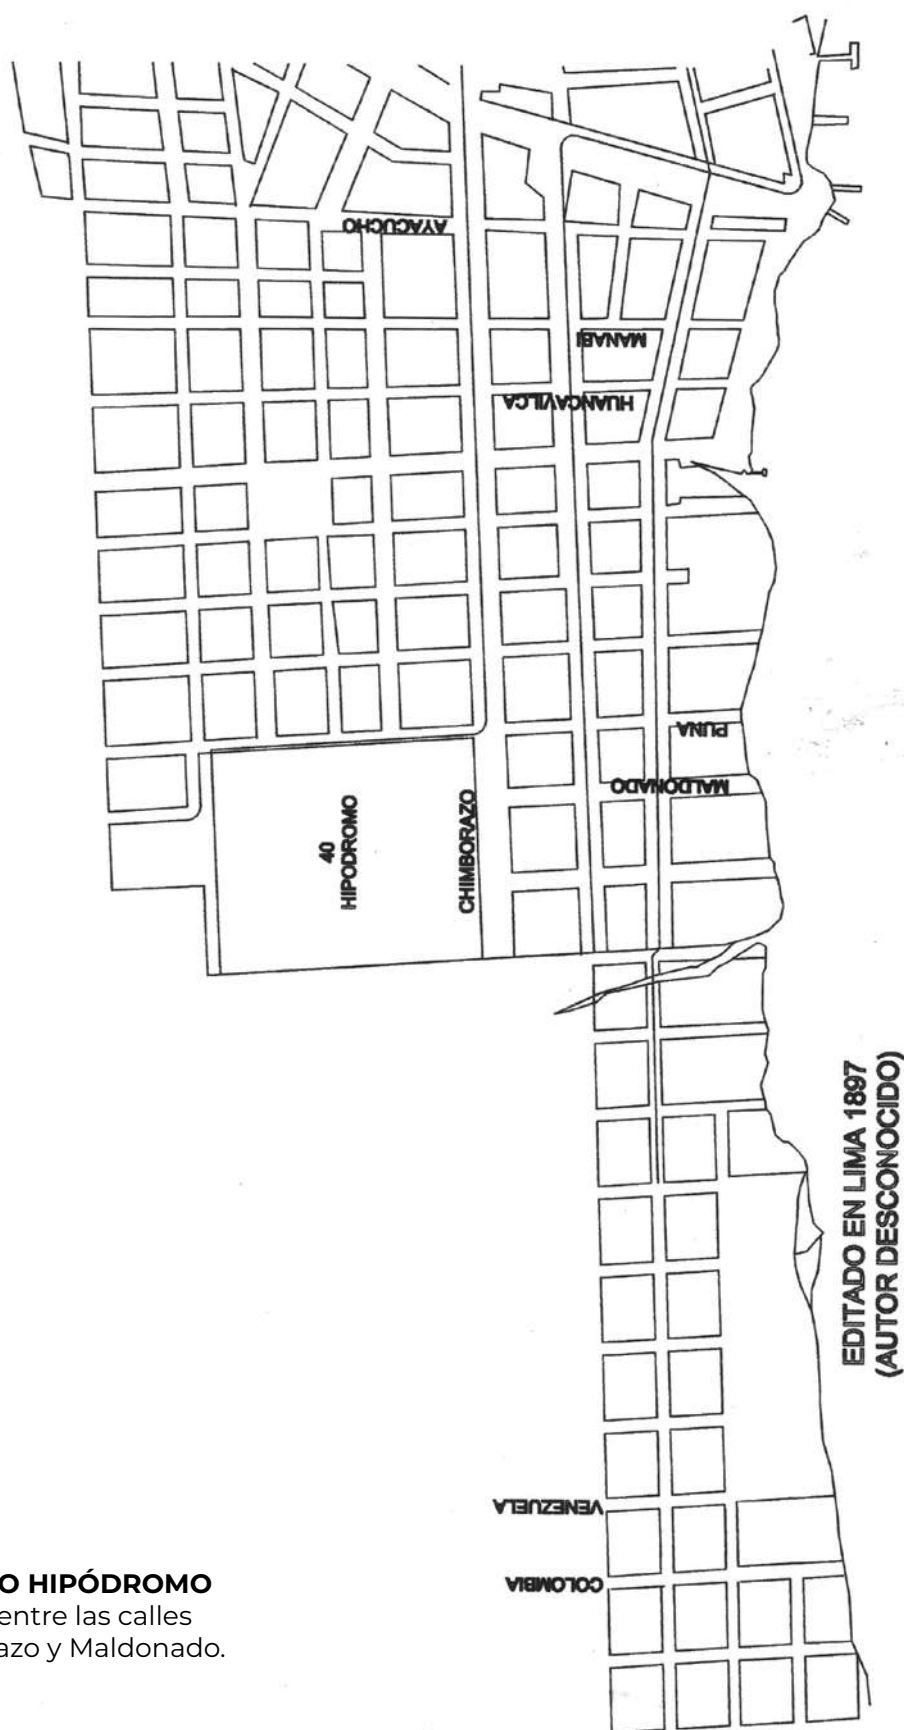 AYACUCHO
MANABI
HUANCAVILCA
PUNA
MALDONADO
40
HIPODROMO
CHIMBORAZO
EDITADO EN LIMA 1897
(AUTOR DESCONOCIDO)
VENEZUELA
COLOMBIA
O HIPÓDROMO
entre las calles
azo y Maldonado.